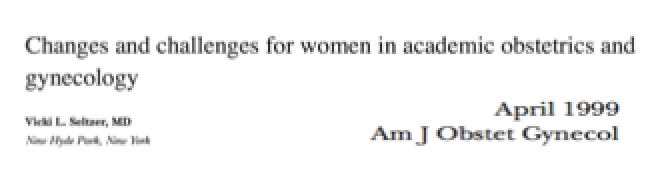 Changes and challenges for women in academic obstetrics and
gynecology
April 1999
Am J Obstet Gynecol
Vicki L. Seltzer, MD
New Hyde Park, New York